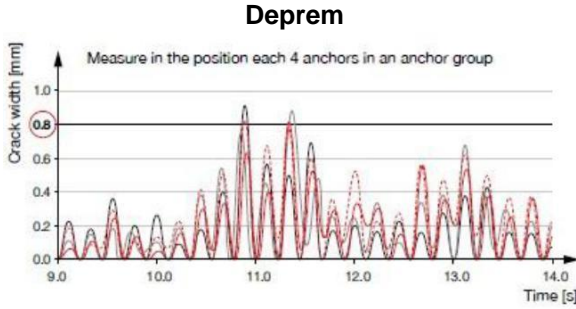 Deprem
Measure in the position each 4 anchors in an anchor group
Crack width [mm]
1.0
0.8
0.6
0.4
0.2
0.0
9.0 10.0 11.0 12.0 13.0 14.0
Time [s]